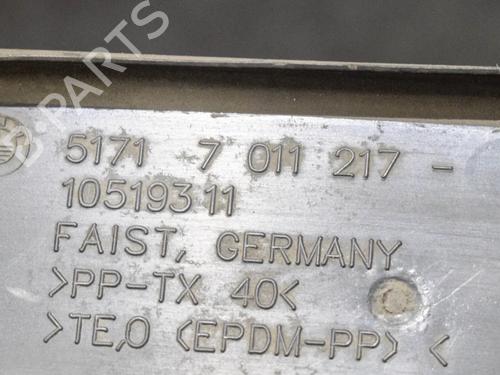 B-PARTS
5171 7 011 217 -
10519311
FAIST, GERMANY
>PP-TX 40<
>TE,O (EPDM-PP) <